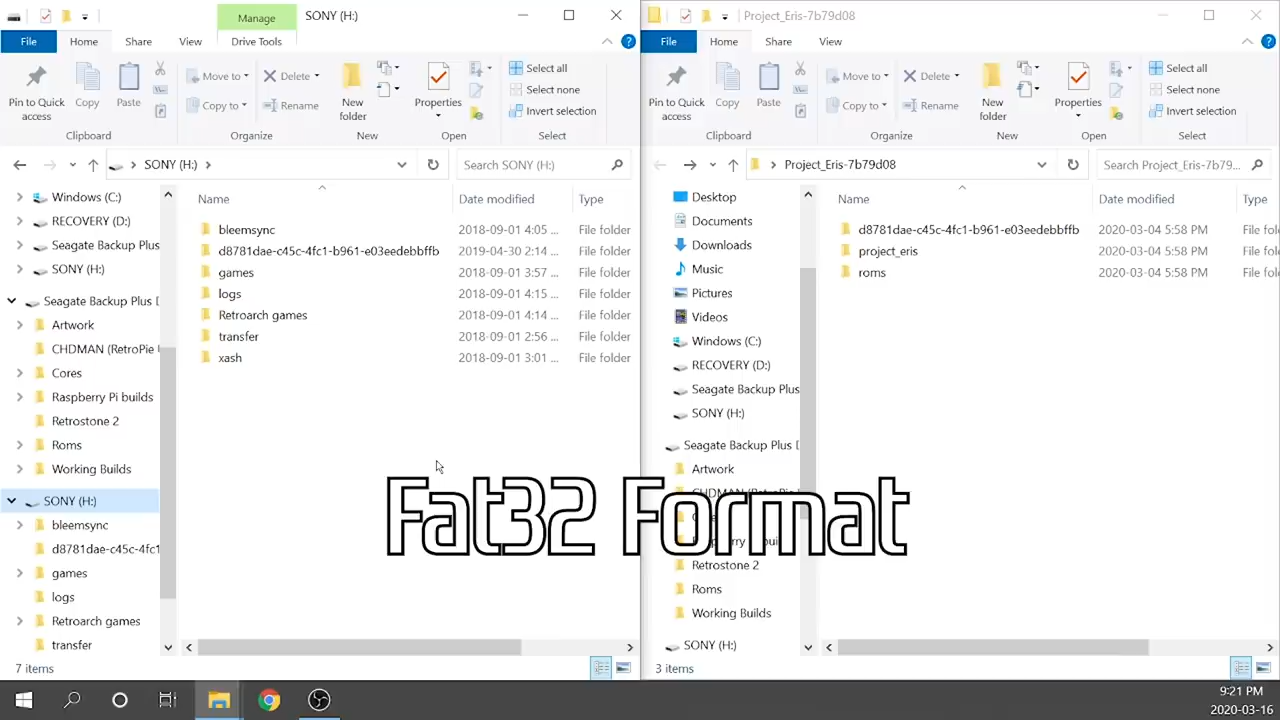 Manage
SONY (H:)
File
Home
Share
View
Drive Tools
Pin to Quick access
Copy
Paste
Move to
Copy to
Delete
Rename
New folder
Properties
Select all
Select none
Invert selection
Clipboard
Organize
New
Open
Select
SONY (H:)
Search SONY (H:)
Windows (C:)
RECOVERY (D:)
Seagate Backup Plus
SONY (H:)
Seagate Backup Plus D
Artwork
CHDMAN (RetroPie
Cores
Raspberry Pi builds
Retrostone 2
Roms
Working Builds
SONY (H:)
bleemsync
d8781dae-c45c-4fc1
games
logs
Retroarch games
transfer
Name Date modified Type
bleemsync 2018-09-01 4:05 ... File folder
d8781dae-c45c-4fc1-b961-e03eedebbffb 2019-04-30 2:14 ... File folder
games 2018-09-01 3:57 ... File folder
logs 2018-09-01 4:15 ... File folder
Retroarch games 2018-09-01 4:14 ... File folder
transfer 2018-09-01 2:56 ... File folder
xash 2018-09-01 3:01 ... File folder
7 items
Project_Eris-7b79d08
File
Home
Share
View
Pin to Quick access
Copy
Paste
Move to
Copy to
Delete
Rename
New folder
Properties
Select all
Select none
Invert selection
Clipboard
Organize
New
Open
Select
Project_Eris-7b79d08
Search Project_Eris-7b79...
Desktop
Documents
Downloads
Music
Pictures
Videos
Windows (C:)
RECOVERY (D:)
Seagate Backup Plus
SONY (H:)
Seagate Backup Plus D
Artwork
Retrostone 2
Roms
Working Builds
SONY (H:)
Name Date modified Type
d8781dae-c45c-4fc1-b961-e03eedebbffb 2020-03-04 5:58 PM File fo
project_eris 2020-03-04 5:58 PM File fo
roms 2020-03-04 5:58 PM File fo
3 items
Fat32 Format
9:21 PM
2020-03-16